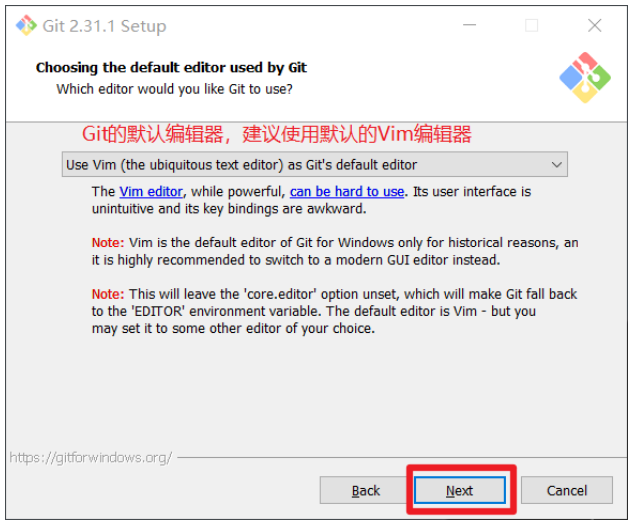 Git 2.31.1 Setup
Choosing the default editor used by Git
Which editor would you like Git to use?
Git的默认编辑器，建议使用默认的Vim编辑器
Use Vim (the ubiquitous text editor) as Git's default editor
The Vim editor, while powerful, can be hard to use. Its user interface is
unintuitive and its key bindings are awkward.
Note: Vim is the default editor of Git for Windows only for historical reasons, an
it is highly recommended to switch to a modern GUI editor instead.
Note: This will leave the 'core.editor' option unset, which will make Git fall back
to the 'EDITOR' environment variable. The default editor is Vim - but you
may set it to some other editor of your choice.
https://gitforwindows.org/
Back Next Cancel